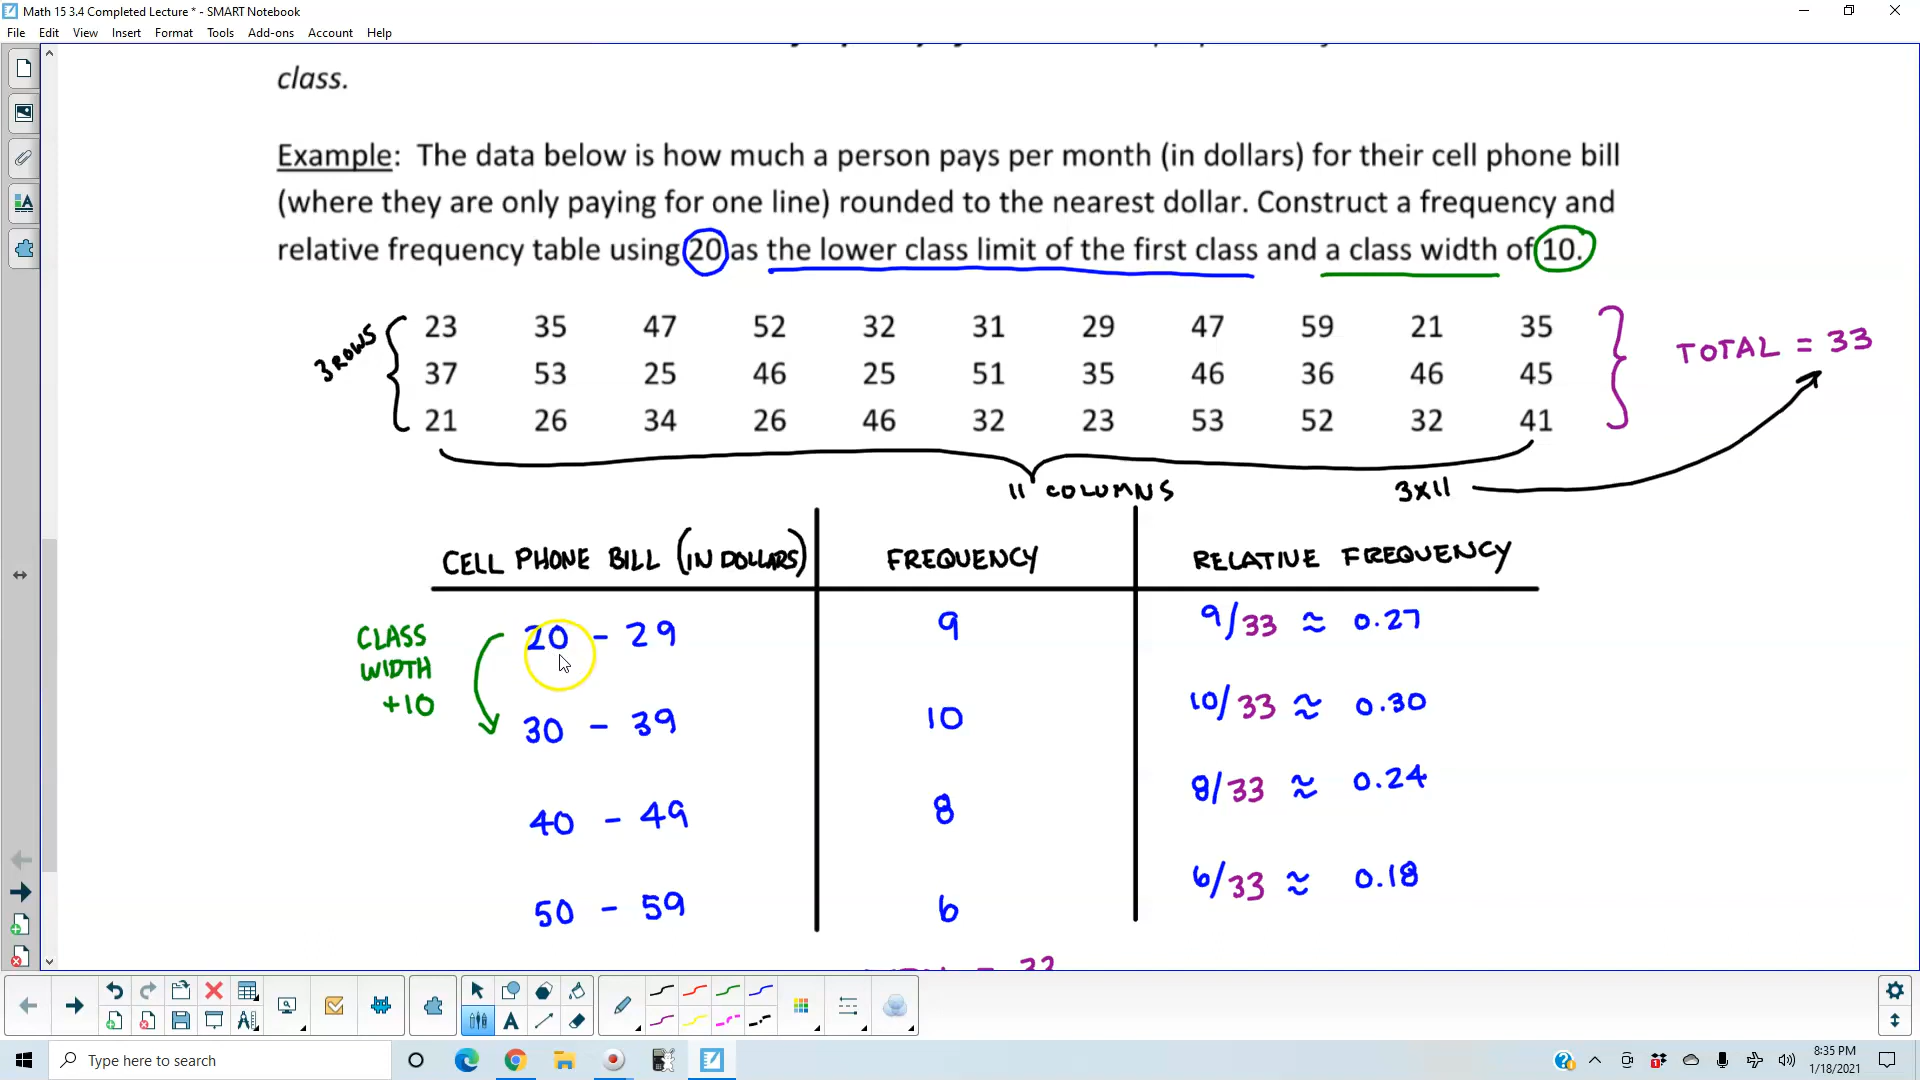 Math 15 3.4 Completed Lecture * - SMART Notebook
File Edit View Insert Format Tools Add-ons Account Help
class.
Example: The data below is how much a person pays per month (in dollars) for their cell phone bill
(where they are only paying for one line) rounded to the nearest dollar. Construct a frequency and
relative frequency table using 20 as the lower class limit of the first class and a class width of 10.
3 ROWS
23 35 47 52 32 31 29 47 59 21 35
37 53 25 46 25 51 35 46 36 46 45
21 26 34 26 46 32 23 53 52 32 41
TOTAL = 33
11 COLUMNS
3x11
CELL PHONE BILL (IN DOLLARS) FREQUENCY RELATIVE FREQUENCY
CLASS
WIDTH
+10
20 - 29 9 9/33 ≈ 0.27
30 - 39 10 10/33 ≈ 0.30
40 - 49 8 8/33 ≈ 0.24
50 - 59 6 6/33 ≈ 0.18
Type here to search
8:35 PM
1/18/2021